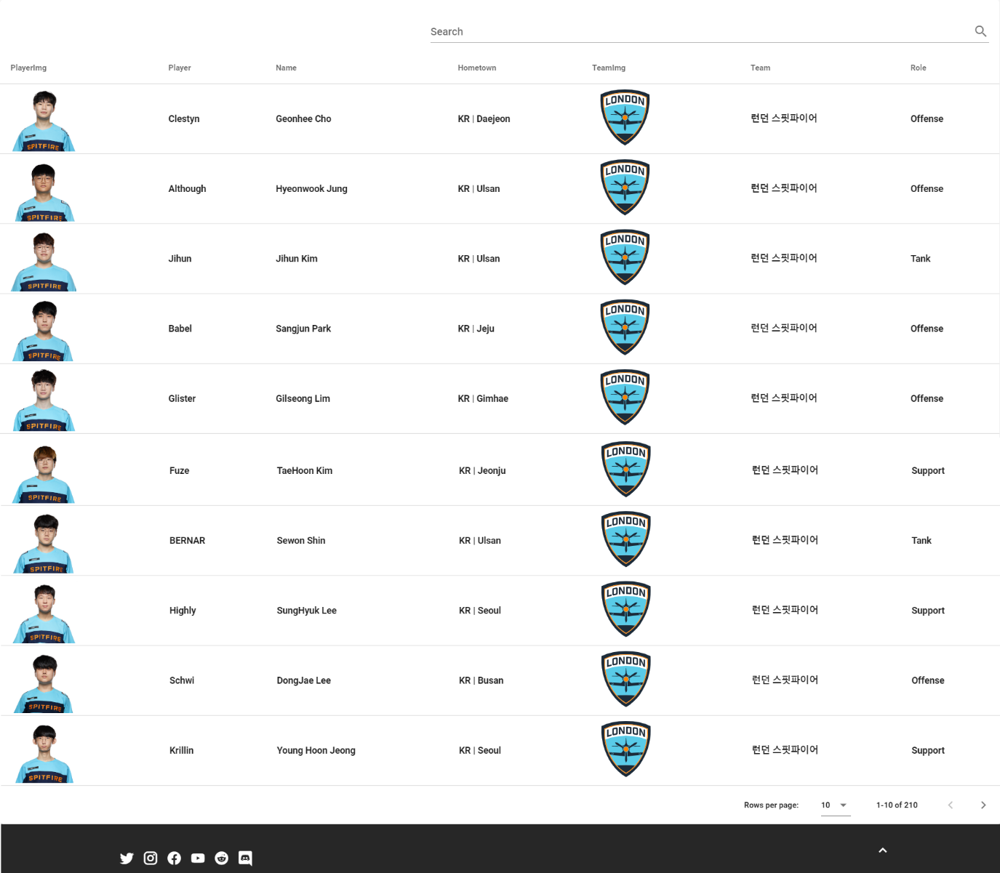 Search
PlayerImg Player Name Hometown TeamImg Team Role
SPITFIRE Clestyn Geonhee Cho KR | Daejeon LONDON 런던 스핏파이어 Offense
SPITFIRE Although Hyeonwook Jung KR | Ulsan LONDON 런던 스핏파이어 Offense
SPITFIRE Jihun Jihun Kim KR | Ulsan LONDON 런던 스핏파이어 Tank
SPITFIRE Babel Sangjun Park KR | Jeju LONDON 런던 스핏파이어 Offense
SPITFIRE Glister Gilseong Lim KR | Gimhae LONDON 런던 스핏파이어 Offense
SPITFIRE Fuze TaeHoon Kim KR | Jeonju LONDON 런던 스핏파이어 Support
SPITFIRE BERNAR Sewon Shin KR | Ulsan LONDON 런던 스핏파이어 Tank
SPITFIRE Highly SungHyuk Lee KR | Seoul LONDON 런던 스핏파이어 Support
SPITFIRE Schwi DongJae Lee KR | Busan LONDON 런던 스핏파이어 Offense
SPITFIRE Krillin Young Hoon Jeong KR | Seoul LONDON 런던 스핏파이어 Support
Rows per page: 10 1-10 of 210